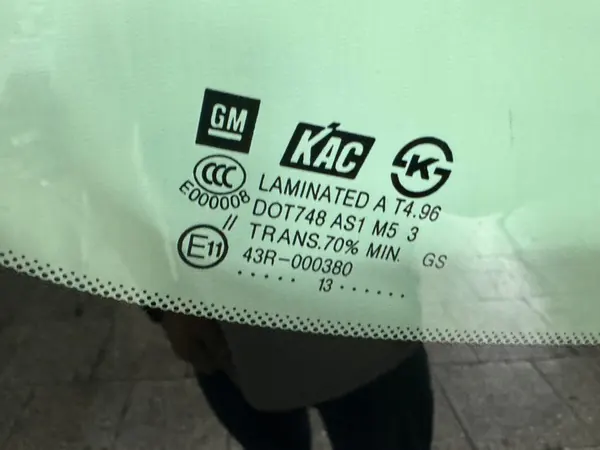 GM
KAC
K
CCC
E000008
LAMINATED A T4.96
DOT748 AS1 M5 3
//
TRANS.70% MIN. GS
E11
43R-000380
..... 13 ......